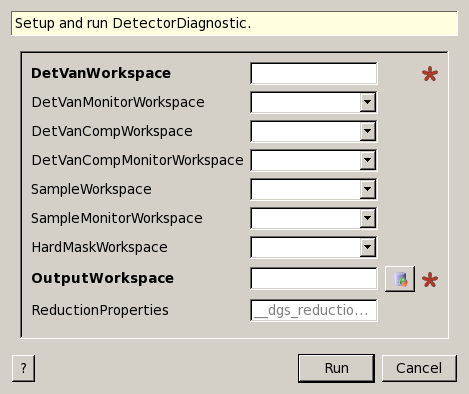 Setup and run DetectorDiagnostic.
DetVanWorkspace
DetVanMonitorWorkspace
DetVanCompWorkspace
DetVanCompMonitorWorkspace
SampleWorkspace
SampleMonitorWorkspace
HardMaskWorkspace
OutputWorkspace
ReductionProperties __dgs_reductio...
? Run Cancel